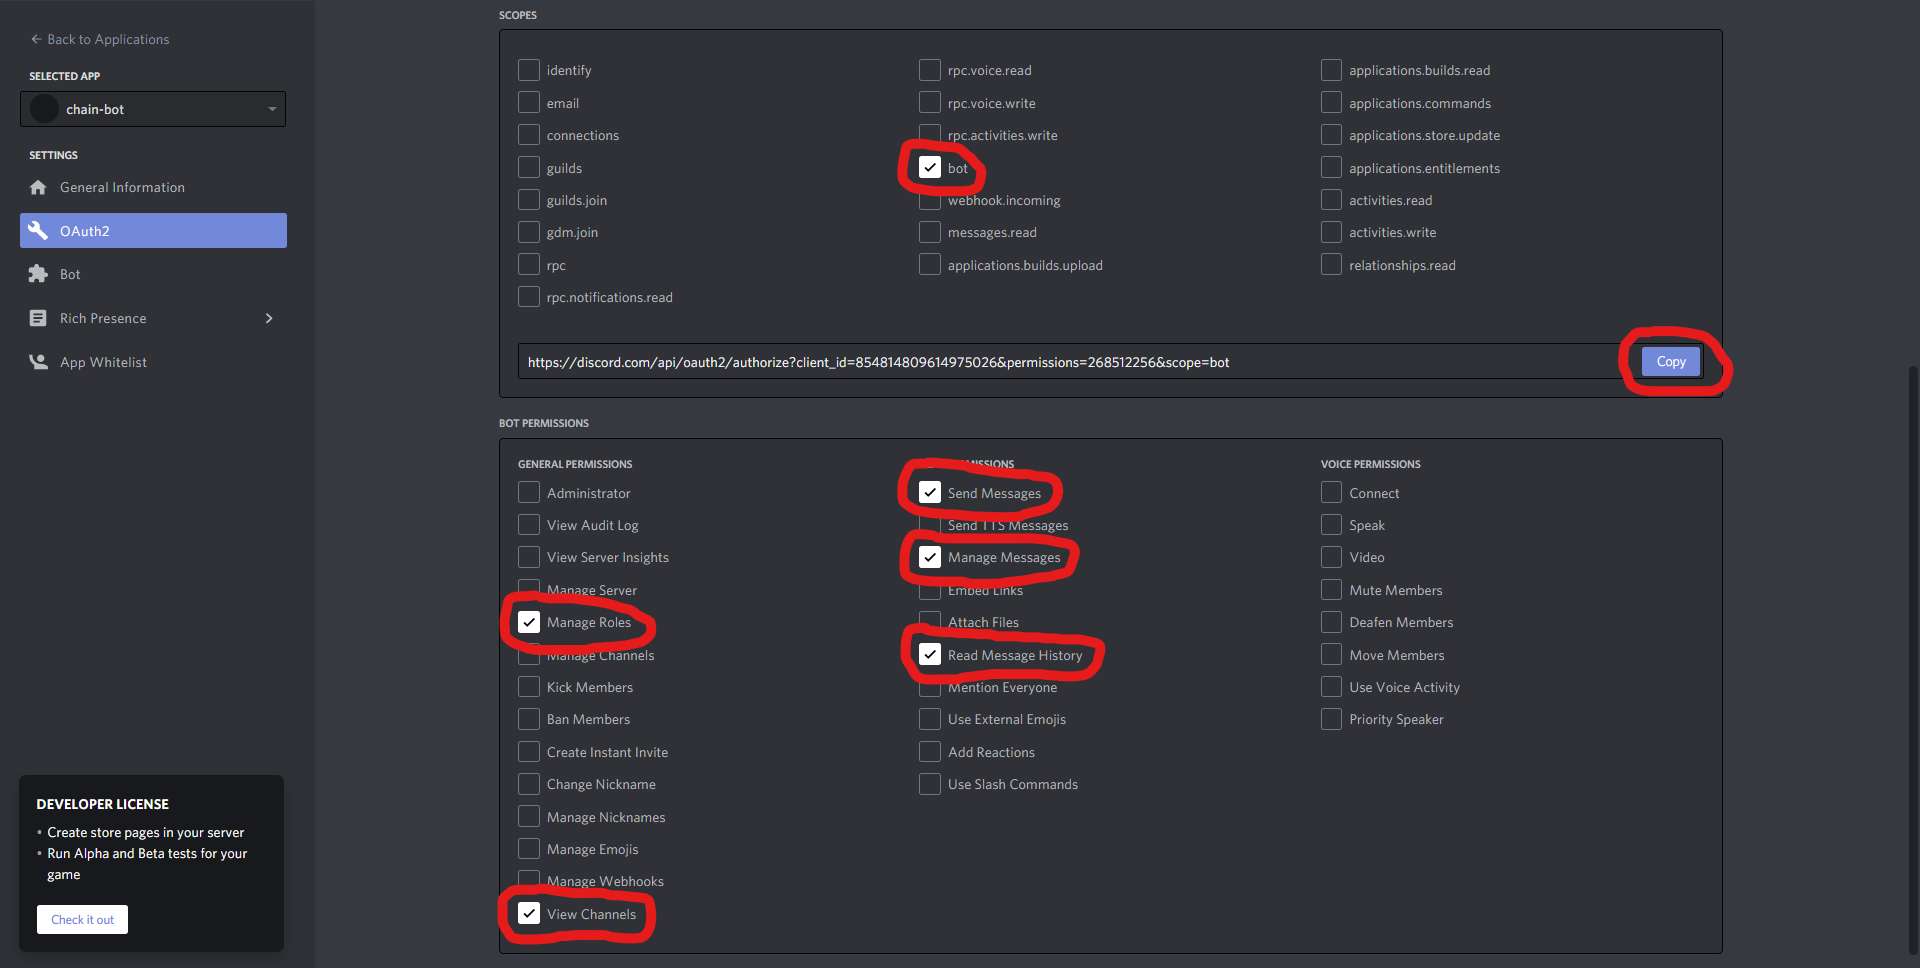 ← Back to Applications
SELECTED APP
chain-bot
SETTINGS
General Information
OAuth2
Bot
Rich Presence
App Whitelist
DEVELOPER LICENSE
• Create store pages in your server
• Run Alpha and Beta tests for your
game
Check it out
SCOPES
identify
email
connections
guilds
guilds.join
gdm.join
rpc
rpc.notifications.read
rpc.voice.read
rpc.voice.write
rpc.activities.write
bot
webhook.incoming
messages.read
applications.builds.upload
applications.builds.read
applications.commands
applications.store.update
applications.entitlements
activities.read
activities.write
relationships.read
https://discord.com/api/oauth2/authorize?client_id=854814809614975026&permissions=268512256&scope=bot
Copy
BOT PERMISSIONS
GENERAL PERMISSIONS
Administrator
View Audit Log
View Server Insights
Manage Server
Manage Roles
Manage Channels
Kick Members
Ban Members
Create Instant Invite
Change Nickname
Manage Nicknames
Manage Emojis
Manage Webhooks
View Channels
Send Messages
Send TTS Messages
Manage Messages
Embed Links
Attach Files
Read Message History
Mention Everyone
Use External Emojis
Add Reactions
Use Slash Commands
VOICE PERMISSIONS
Connect
Speak
Video
Mute Members
Deafen Members
Move Members
Use Voice Activity
Priority Speaker